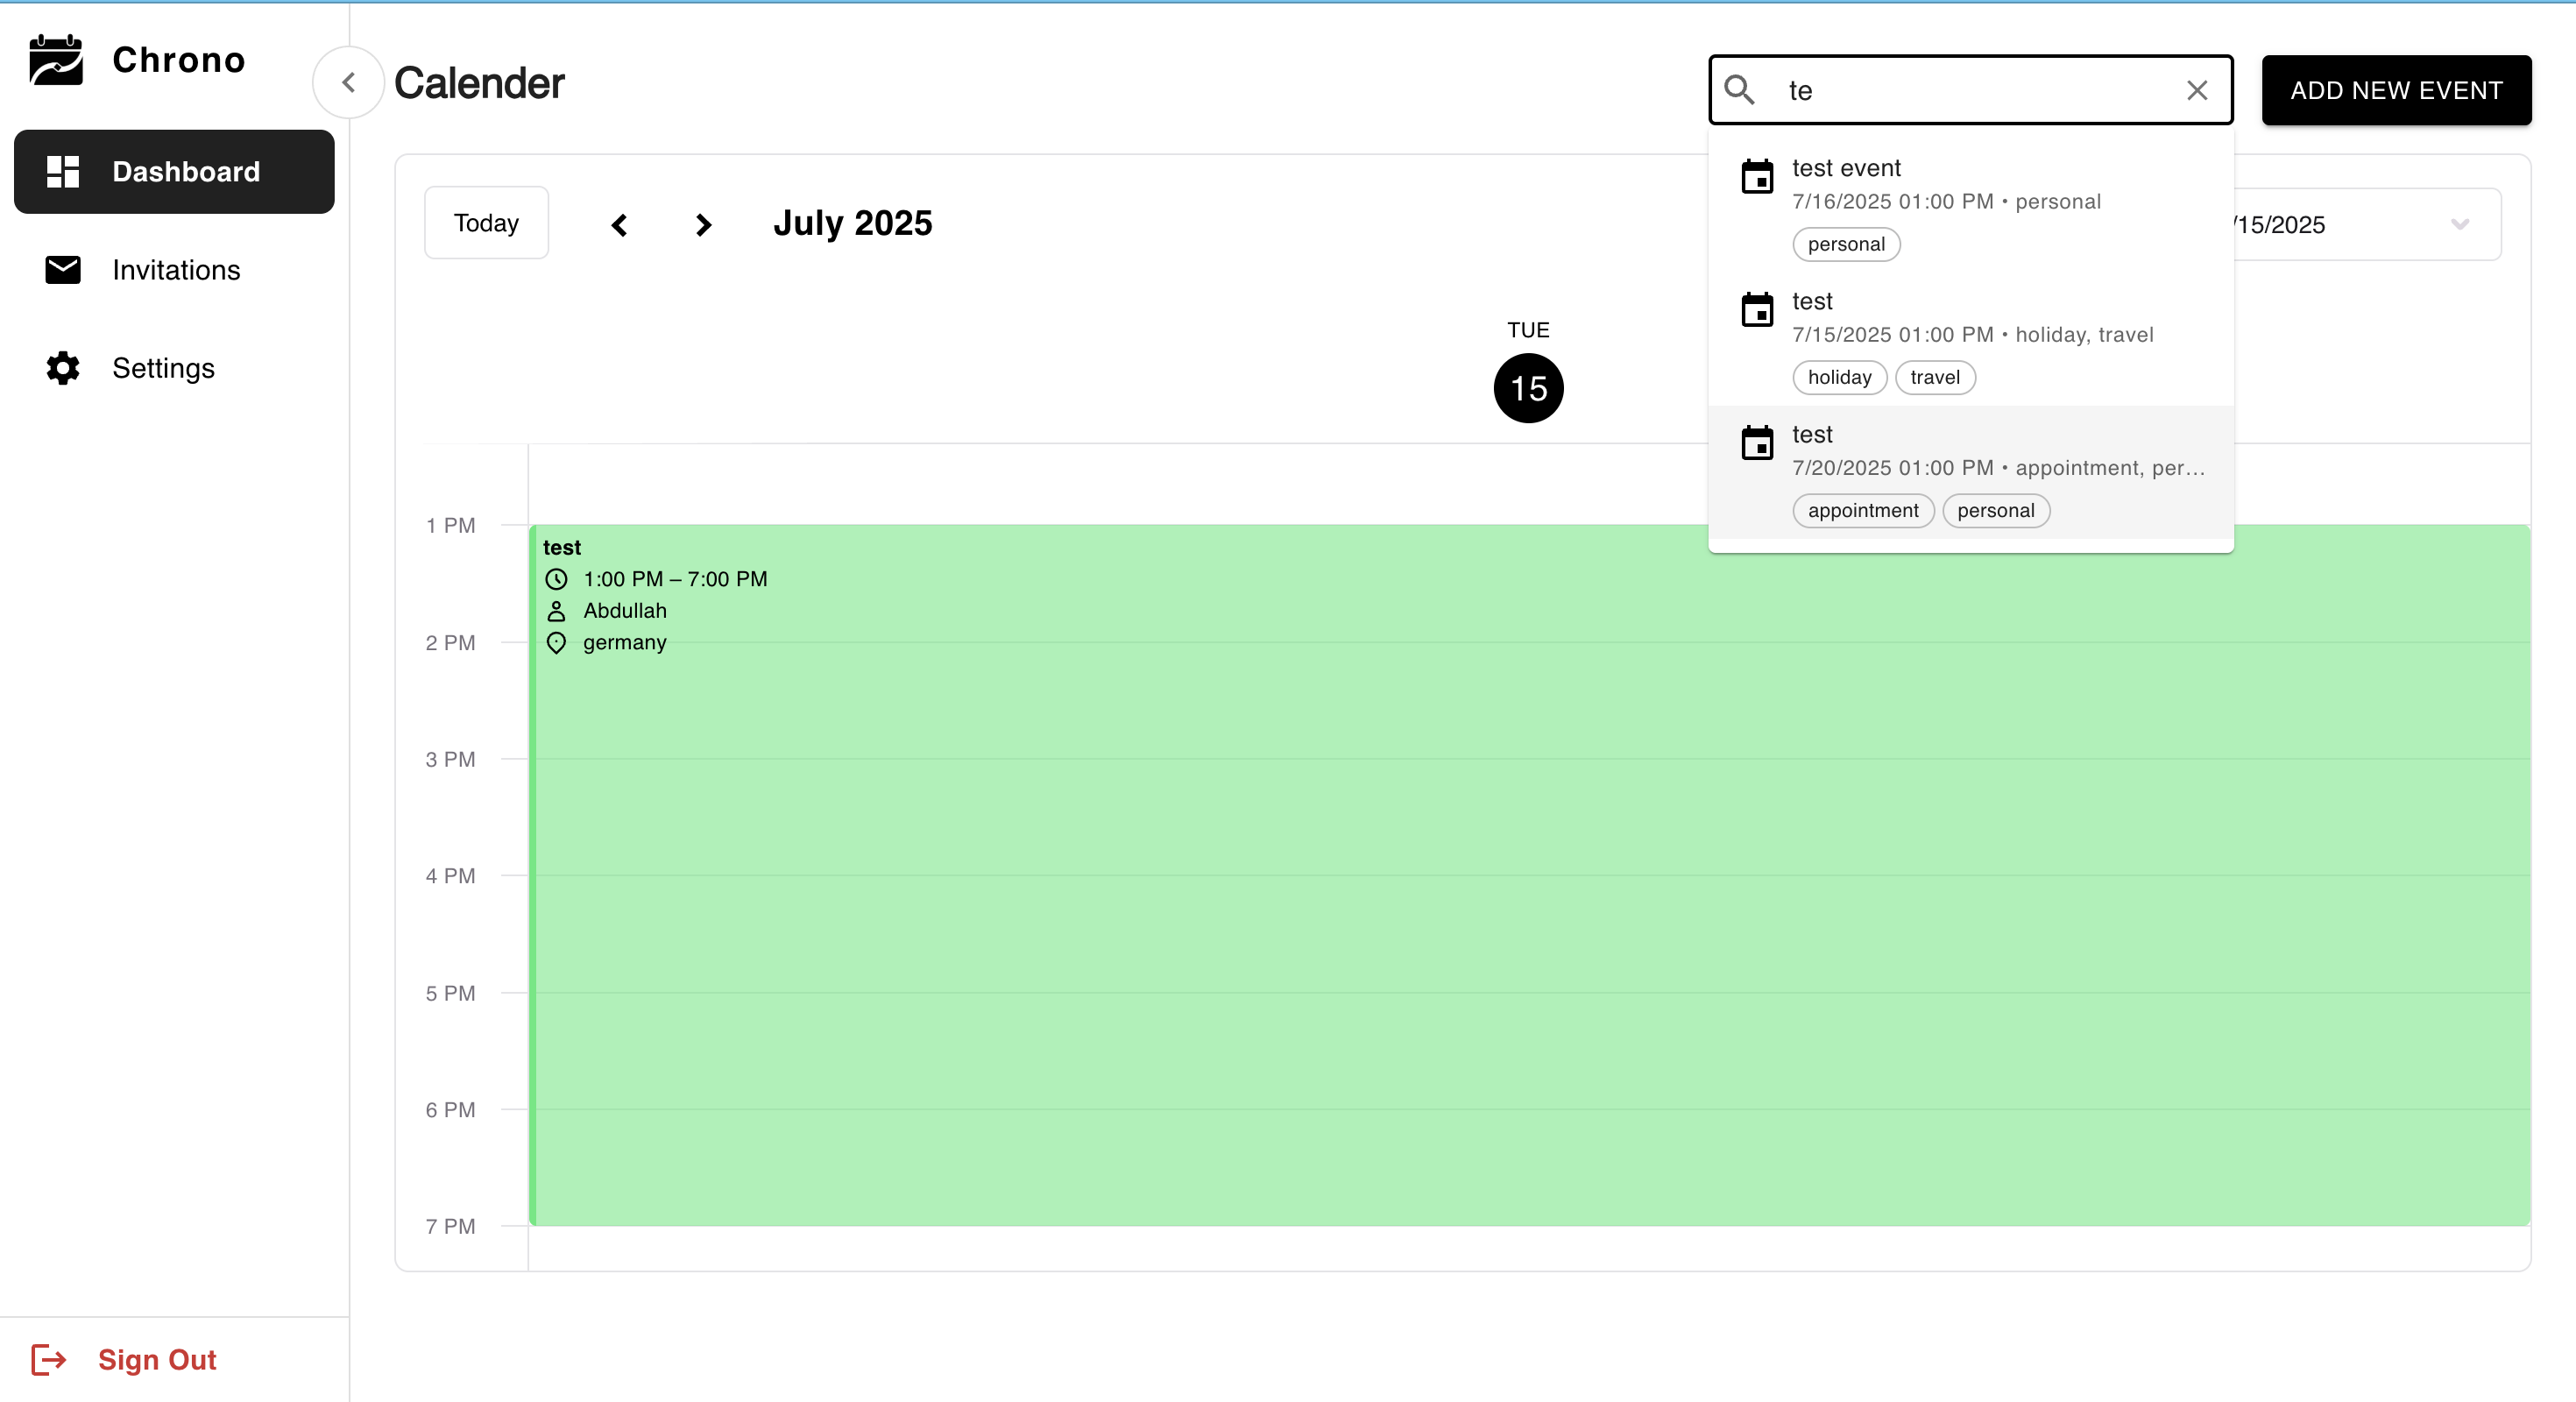 Chrono
Dashboard
Invitations
Settings
Sign Out
Calender
te
ADD NEW EVENT
test event
7/16/2025 01:00 PM • personal
personal
test
7/15/2025 01:00 PM • holiday, travel
holiday travel
test
7/20/2025 01:00 PM • appointment, per...
appointment personal
Today
July 2025
/15/2025
TUE
15
1 PM
2 PM
3 PM
4 PM
5 PM
6 PM
7 PM
test
1:00 PM – 7:00 PM
Abdullah
germany